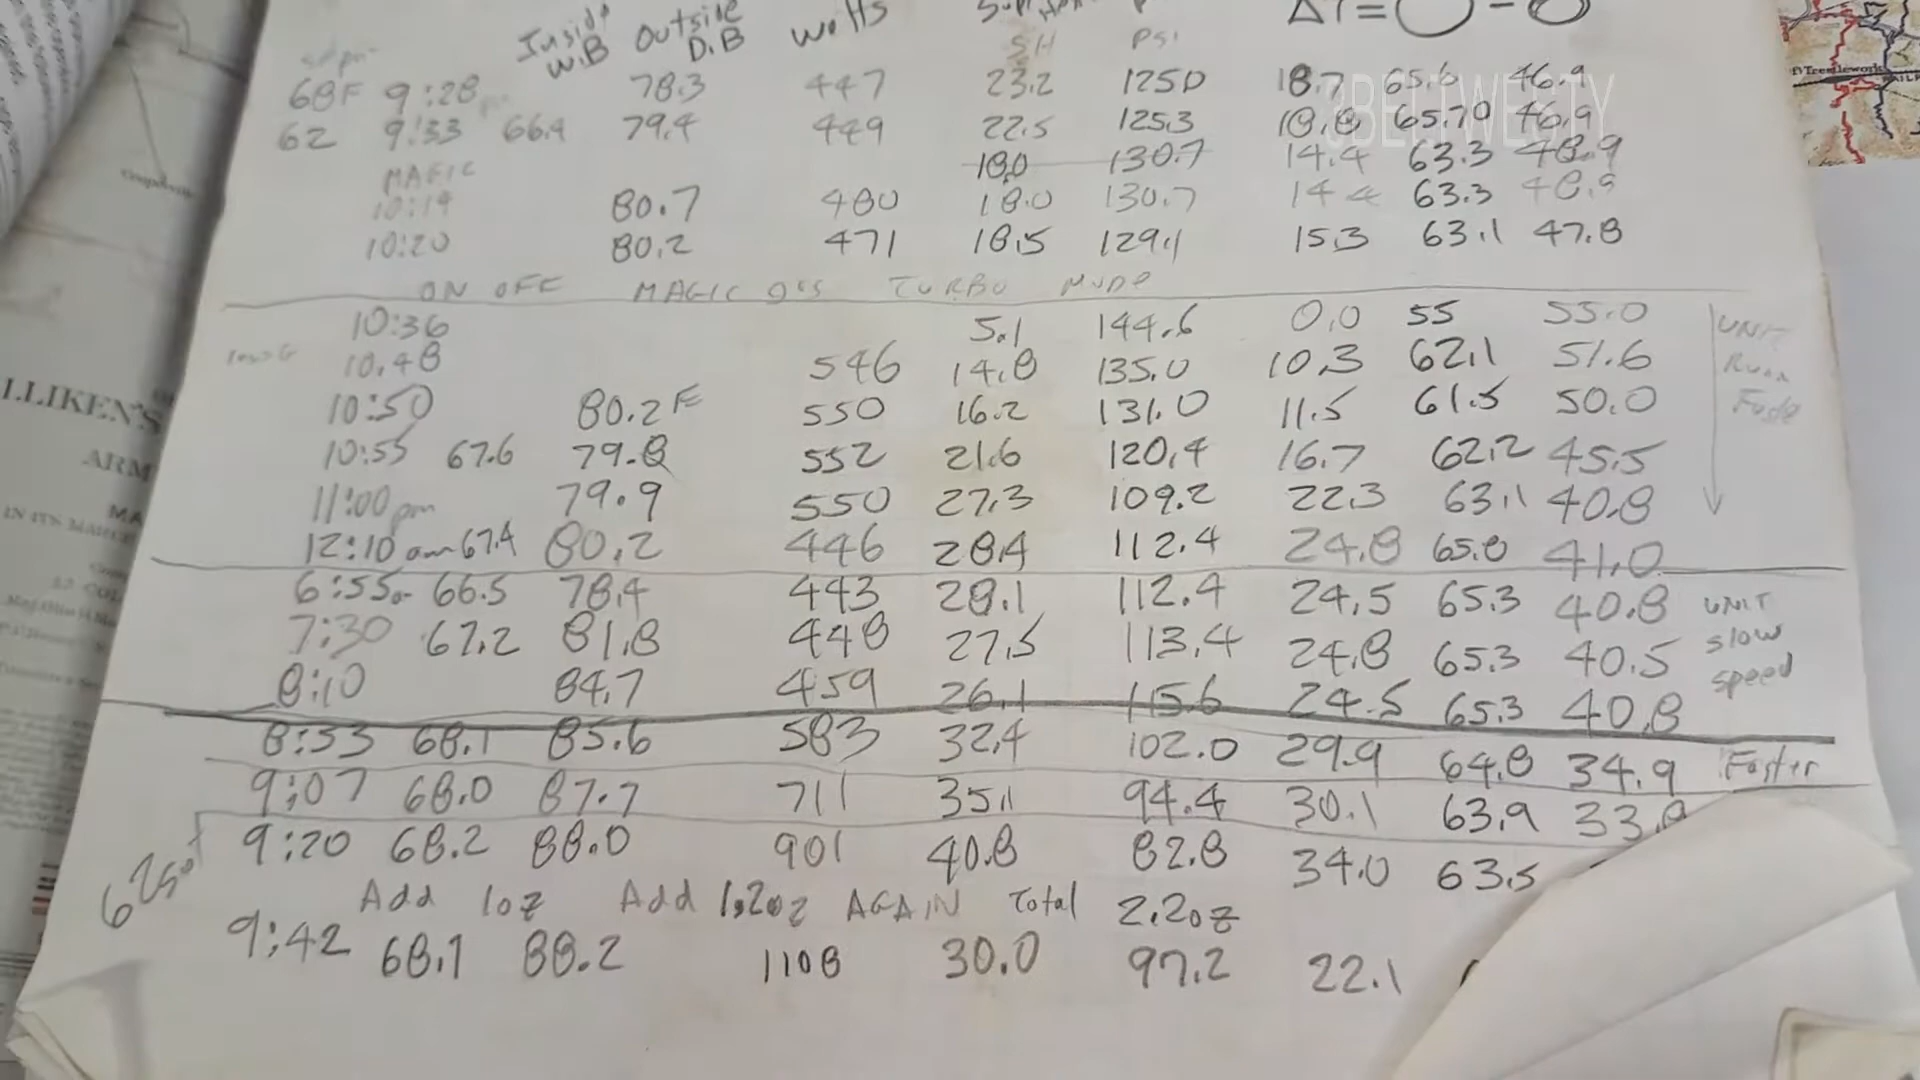 Inside Outside Watts
W.B D.B SH PSI ΔT=
68F 9:28 78.3 447 23.2 125.0 18.7 65.6 46.9
3BELTWESTY
62 9:33 66.4 79.4 449 22.5 125.3 18.8 65.70 46.9
18.0 130.7 14.4 63.3 48.9
MAGIC
10:19 80.7 480 18.0 130.7 14.4 63.3 48.9
10:20 80.2 471 18.5 129.1 15.3 63.1 47.8
ON OFF MAGIC TURBO MODE
10:36 5.1 144.6 0.0 55 55.0 UNIT
10:48 546 14.8 135.0 10.3 62.1 51.6
10:50 80.2F 550 16.2 131.0 11.5 61.5 50.0
10:55 67.6 79.8 552 21.6 120.4 16.7 62.2 45.5
11:00pm 79.9 550 27.3 109.2 22.3 63.1 40.8
12:10am 67.4 80.2 446 28.4 112.4 24.8 65.8 41.0
6:55a 66.5 78.4 443 28.1 112.4 24.5 65.3 40.8 UNIT
7:30 67.2 81.8 448 27.5 113.4 24.8 65.3 40.5 slow
8:10 84.7 459 26.1 115.6 24.5 65.3 40.8 speed
8:53 68.1 85.6 583 32.4 102.0 29.9 64.8 34.9 Faster
9:07 68.0 87.7 711 35.1 94.4 30.1 63.9
9:20 68.2 88.0 901 40.8 82.8 34.0 63.5
Add 1oz Add 1.2oz AGAIN Total 2.2oz
9:42 68.1 88.2 1108 30.0 97.2 22.1